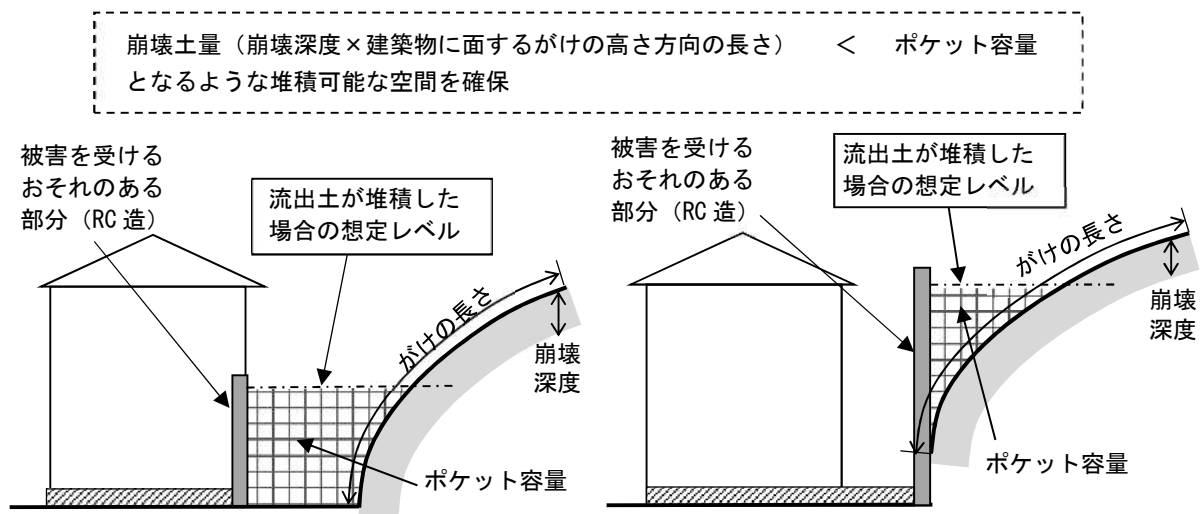 崩壊土量（崩壊深度×建築物に面するがけの高さ方向の長さ）　＜　ポケット容量
となるような堆積可能な空間を確保
被害を受ける
おそれのある
部分（RC 造）
流出土が堆積した
場合の想定レベル
がけの長さ
崩壊
深度
ポケット容量
被害を受ける
おそれのある
部分（RC 造）
流出土が堆積した
場合の想定レベル
がけの長さ
崩壊
深度
ポケット容量